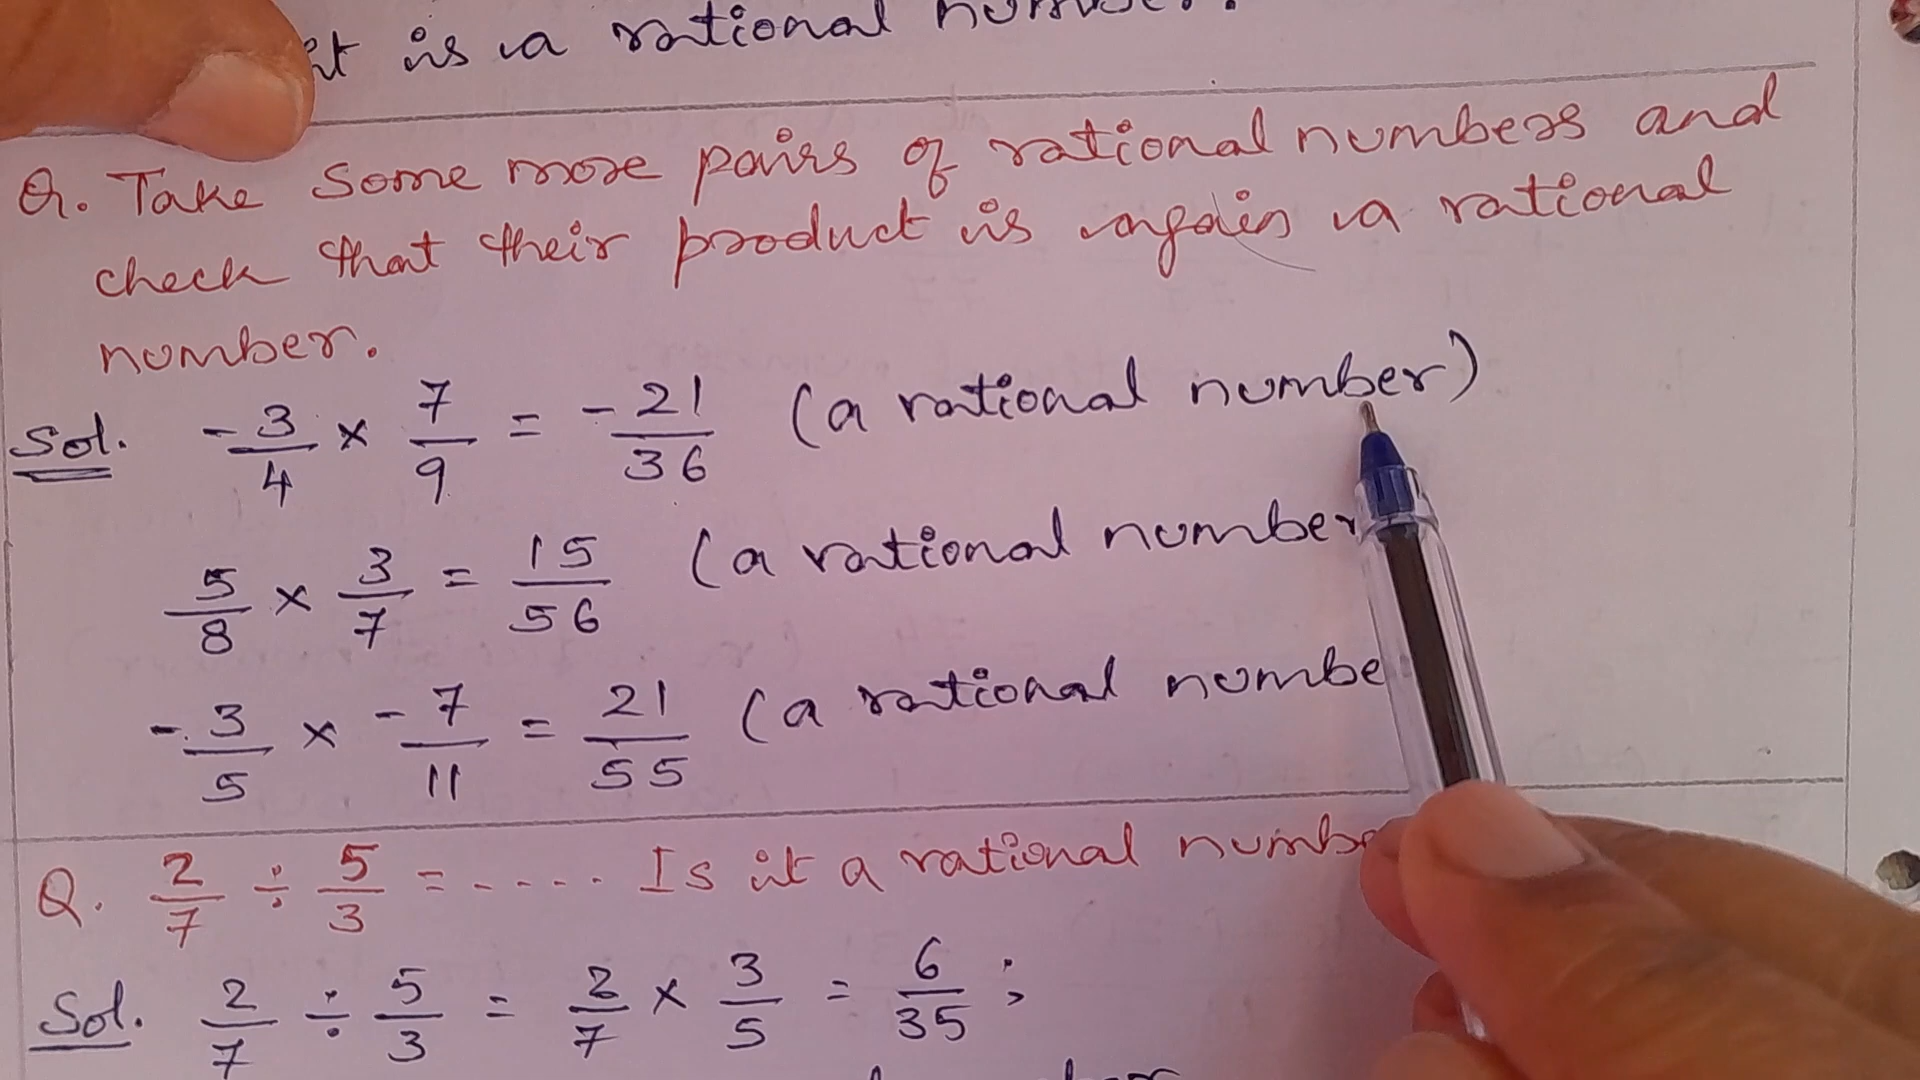 it is a rational number.
Q. Take some more pairs of rational numbers and
check that their product is again a rational
number.
Sol. -3/4 × 7/9 = -21/36 (a rational number)
5/8 × 3/7 = 15/56 (a rational number
-3/5 × -7/11 = 21/55 (a rational numbe
Q. 2/7 ÷ 5/3 = ..... Is it a rational numbe
Sol. 2/7 ÷ 5/3 = 2/7 × 3/5 = 6/35 ;